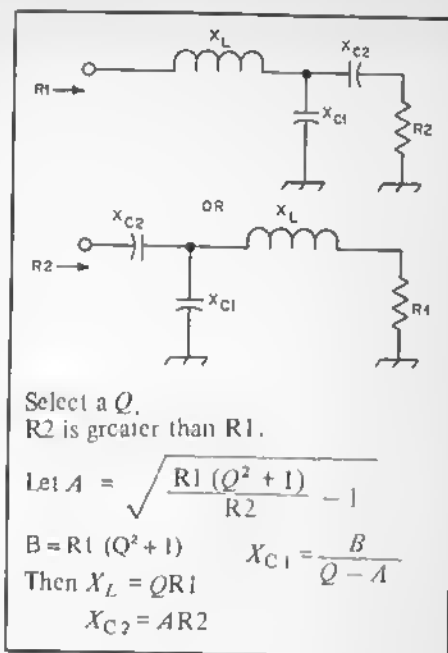 X_L
X_C2
R1
X_C1
R2
OR
X_C2
X_L
R2
X_C1
R1
Select a Q.
R2 is greater than R1.
Let A = √(R1 (Q² + 1) / R2 − 1)
B = R1 (Q² + 1)
X_C1 = B / (Q − A)
Then X_L = QR1
X_C2 = AR2